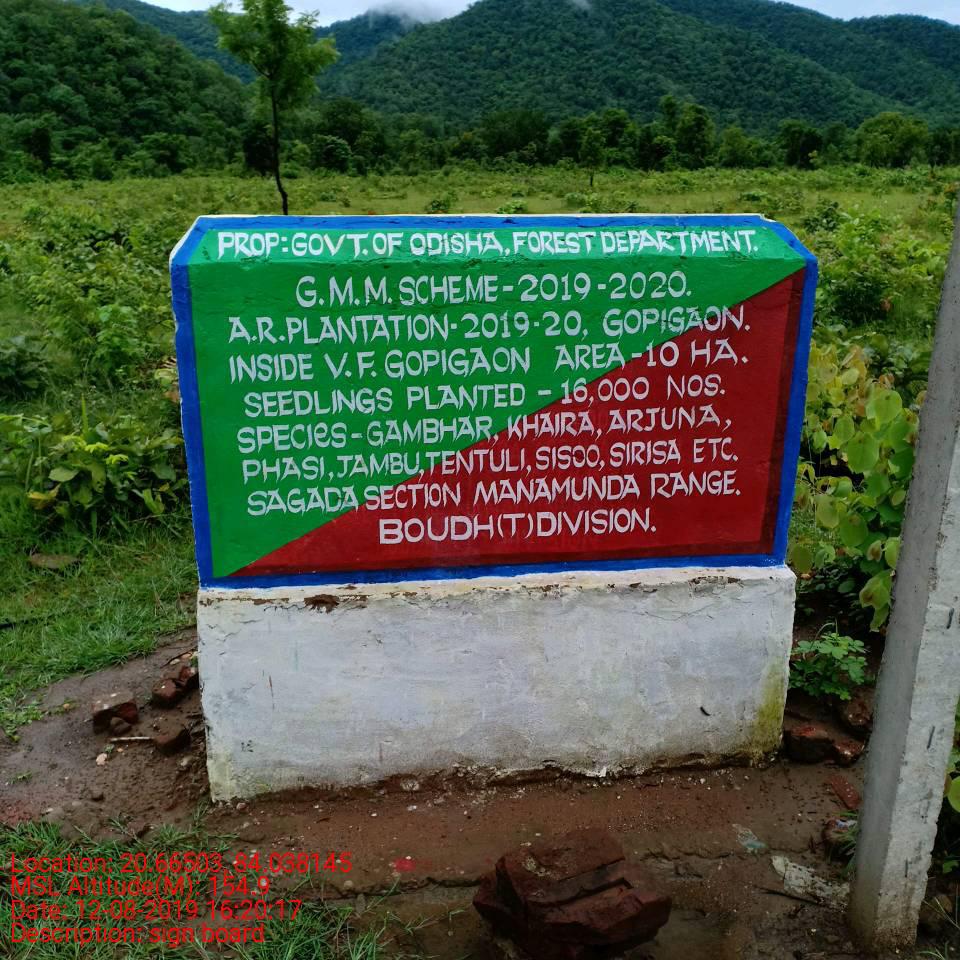 PROP:GOVT.OF ODISHA, FOREST DEPARTMENT.
G.M.M. SCHEME-2019-2020.
A.R.PLANTATION-2019-20, GOPIGAON.
INSIDE V.F. GOPIGAON AREA-10 HA.
SEEDLINGS PLANTED - 16,000 NOS.
SPECIES-GAMBHAR, KHAIRA, ARJUNA,
PHASI, JAMBU, TENTULI, SISOO, SIRISA ETC.
SAGADA SECTION MANAMUNDA RANGE.
BOUDH(T)DIVISION.
Location: 20.66503, 84.038145
MSL Altitude(M): 154.9
Date: 12-08-2019 16:20:17
Description: sign board